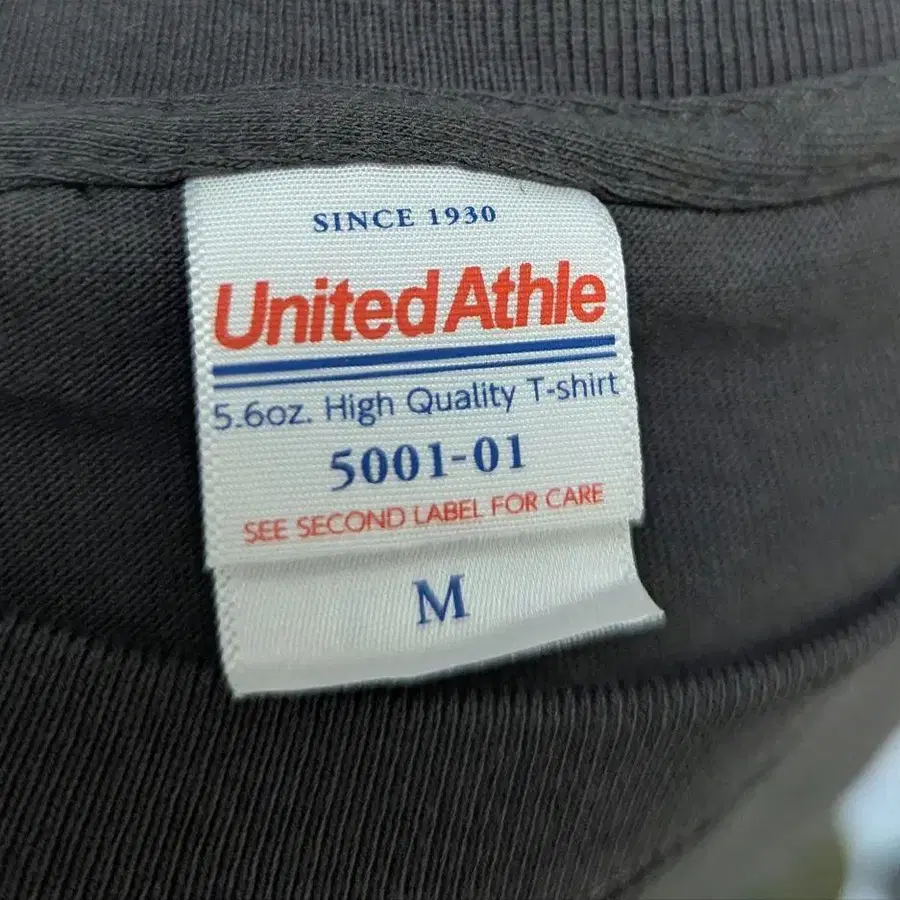 SINCE 1930
United Athle
5.6oz. High Quality T-shirt
5001-01
SEE SECOND LABEL FOR CARE
M